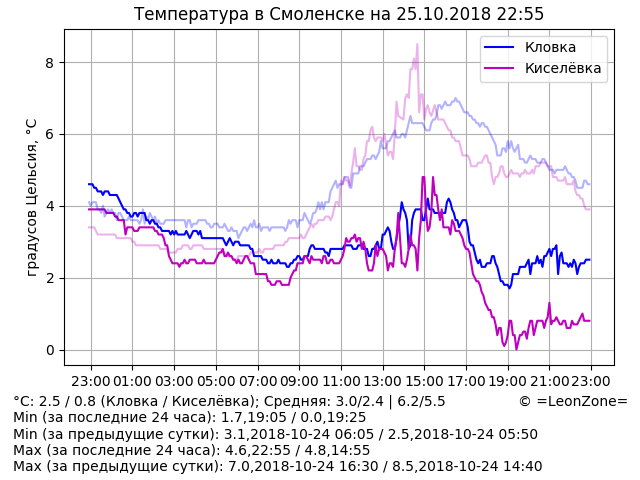 Температура в Смоленске на 25.10.2018 22:55
градусов Цельсия, °C
8
6
4
2
0
Кловка
Киселёвка
23:00 01:00 03:00 05:00 07:00 09:00 11:00 13:00 15:00 17:00 19:00 21:00 23:00
°C: 2.5 / 0.8 (Кловка / Киселёвка); Средняя: 3.0/2.4 | 6.2/5.5 © =LeonZone=
Min (за последние 24 часа): 1.7,19:05 / 0.0,19:25
Min (за предыдущие сутки): 3.1,2018-10-24 06:05 / 2.5,2018-10-24 05:50
Max (за последние 24 часа): 4.6,22:55 / 4.8,14:55
Max (за предыдущие сутки): 7.0,2018-10-24 16:30 / 8.5,2018-10-24 14:40